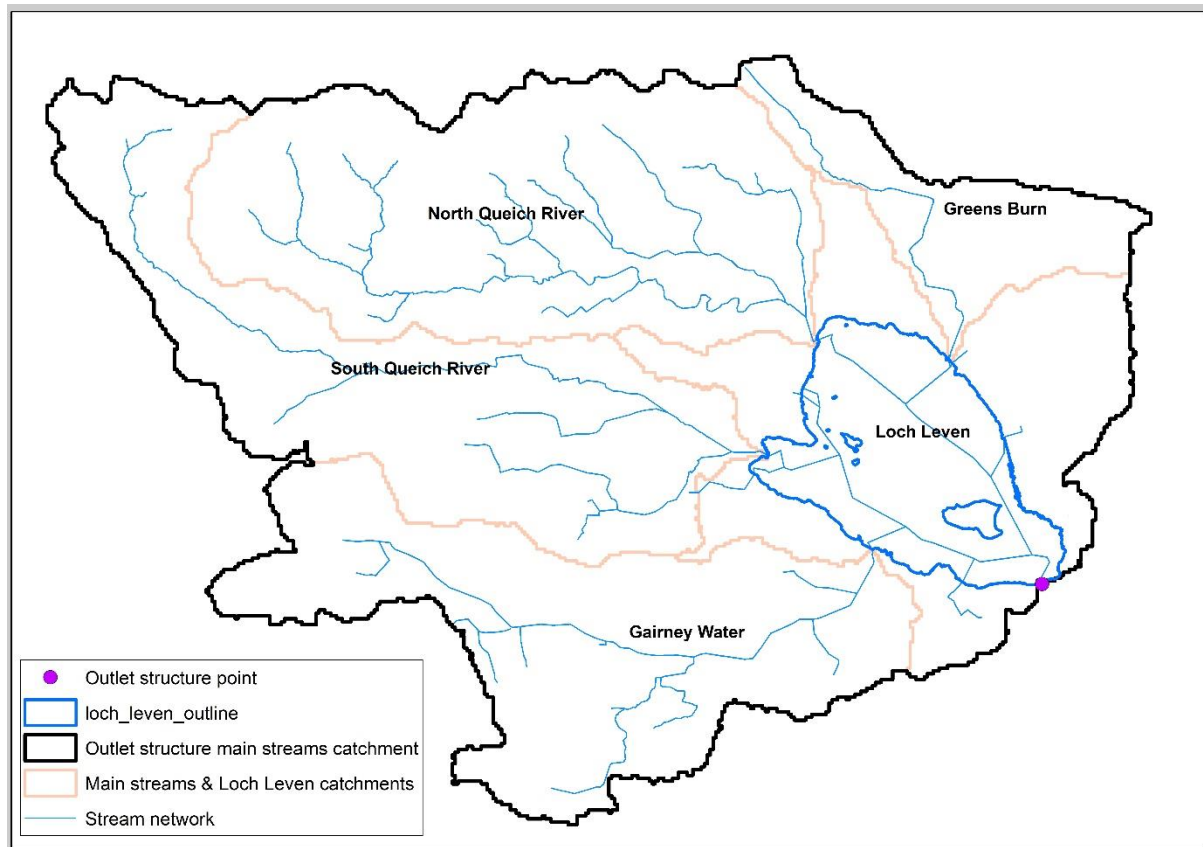 North Queich River
Greens Burn
South Queich River
Loch Leven
Gairney Water
Outlet structure point
loch_leven_outline
Outlet structure main streams catchment
Main streams & Loch Leven catchments
Stream network